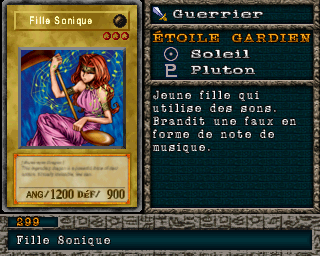 Fille Sonique
ANG/1200 DÉF/ 900
Guerrier
ÉTOILE GARDIEN
Soleil
Pluton
Jeune fille qui
utilise des sons.
Brandit une faux en
forme de note de
musique.
299
Fille Sonique